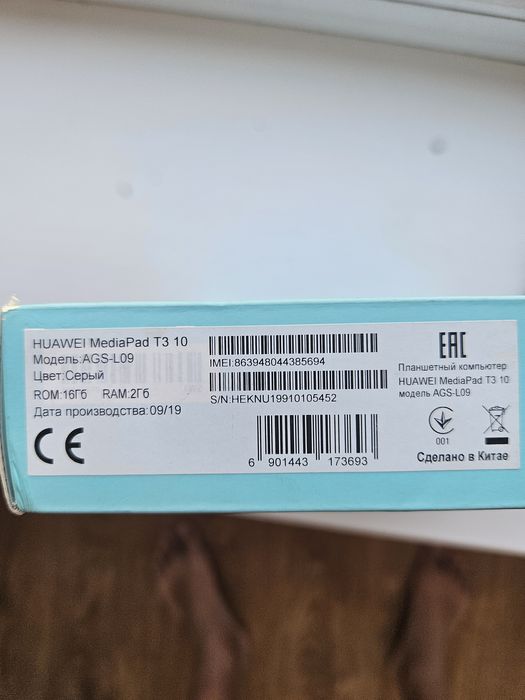 HUAWEI MediaPad T3 10
Модель:AGS-L09
Цвет:Серый
ROM:16Гб RAM:2Гб
Дата производства:09/19
CE
IMEI:863948044385694
S/N:HEKNU19910105452
6 901443 173693
EAC
Планшетный компьютер
HUAWEI MediaPad T3 10
модель AGS-L09
001
Сделано в Китае